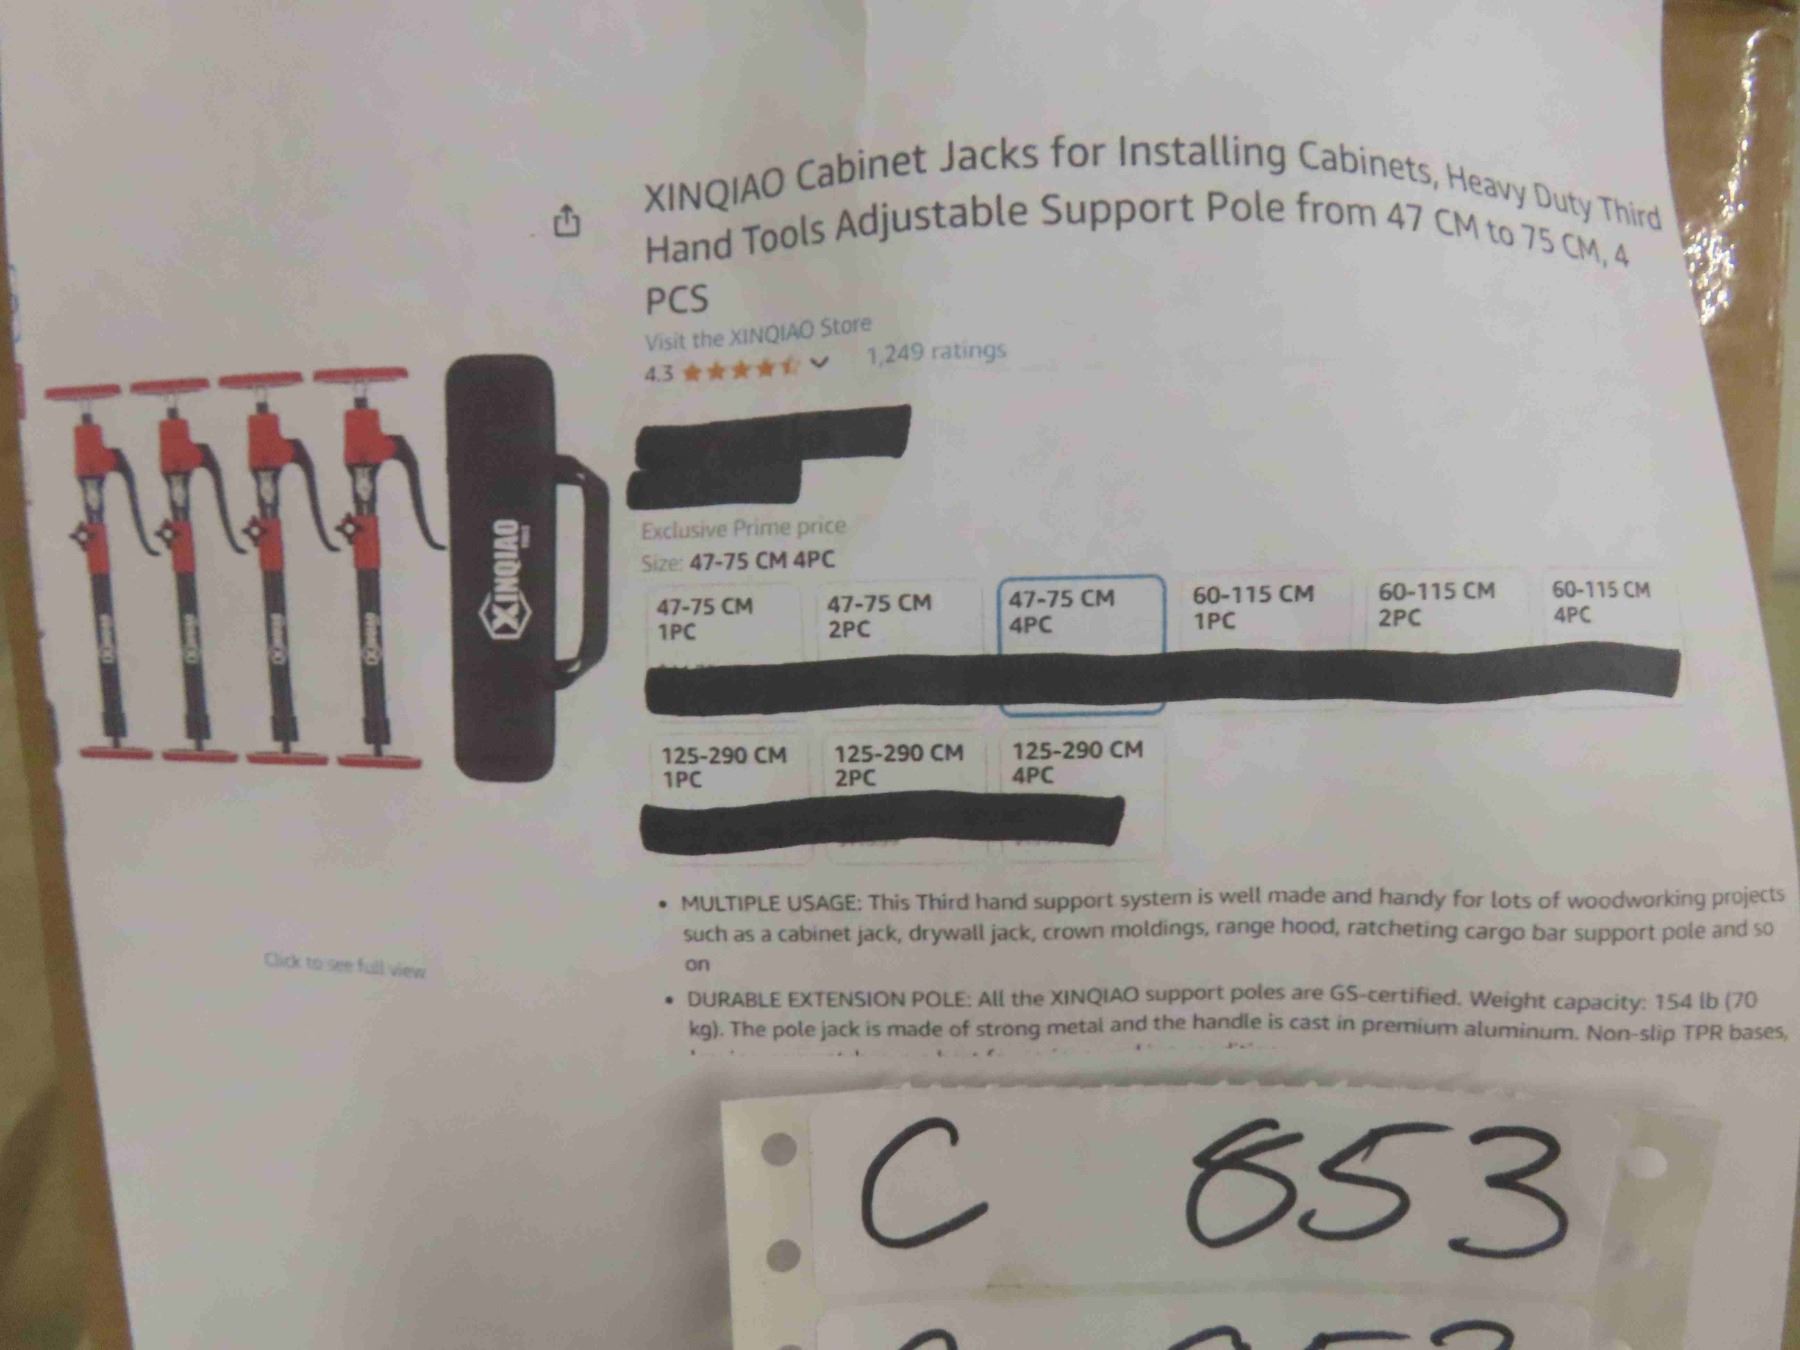 XINQIAO Cabinet Jacks for Installing Cabinets, Heavy Duty Third
Hand Tools Adjustable Support Pole from 47 CM to 75 CM, 4
PCS
Visit the XINQIAO Store
4.3 1,249 ratings
XINQIAO
Exclusive Prime price
Size: 47-75 CM 4PC
47-75 CM 47-75 CM 47-75 CM 60-115 CM 60-115 CM 60-115 CM
1PC 2PC 4PC 1PC 2PC 4PC
125-290 CM 125-290 CM 125-290 CM
1PC 2PC 4PC
• MULTIPLE USAGE: This Third hand support system is well made and handy for lots of woodworking projects
such as a cabinet jack, drywall jack, crown moldings, range hood, ratcheting cargo bar support pole and so
on
Click to see full view
• DURABLE EXTENSION POLE: All the XINQIAO support poles are GS-certified. Weight capacity: 154 lb (70
kg). The pole jack is made of strong metal and the handle is cast in premium aluminum. Non-slip TPR bases,
C 853